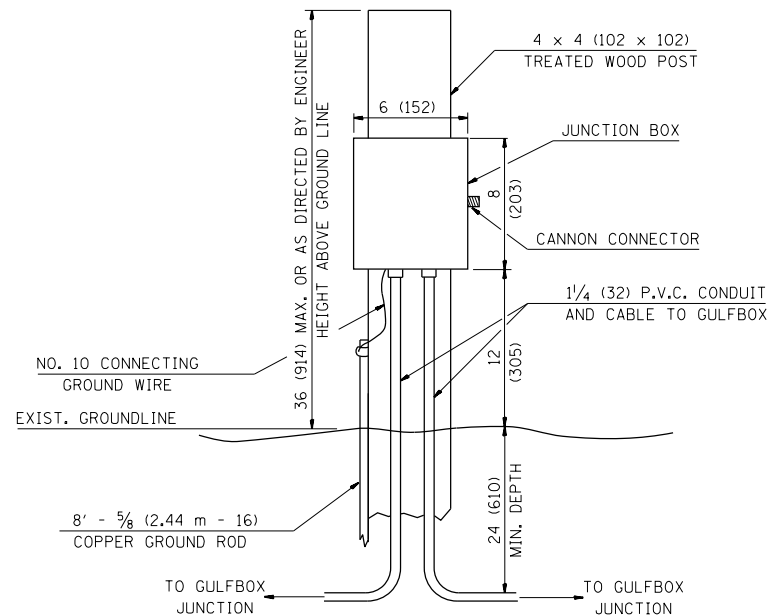 4 x 4 (102 x 102)
TREATED WOOD POST
36 (914) MAX. OR AS DIRECTED BY ENGINEER
HEIGHT ABOVE GROUND LINE
6 (152)
JUNCTION BOX
8
(203)
CANNON CONNECTOR
1 1/4 (32) P.V.C. CONDUIT
AND CABLE TO GULFBOX
12
(305)
NO. 10 CONNECTING
GROUND WIRE
EXIST. GROUNDLINE
24 (610)
MIN. DEPTH
8' - 5/8 (2.44 m - 16)
COPPER GROUND ROD
TO GULFBOX
JUNCTION
TO GULFBOX
JUNCTION